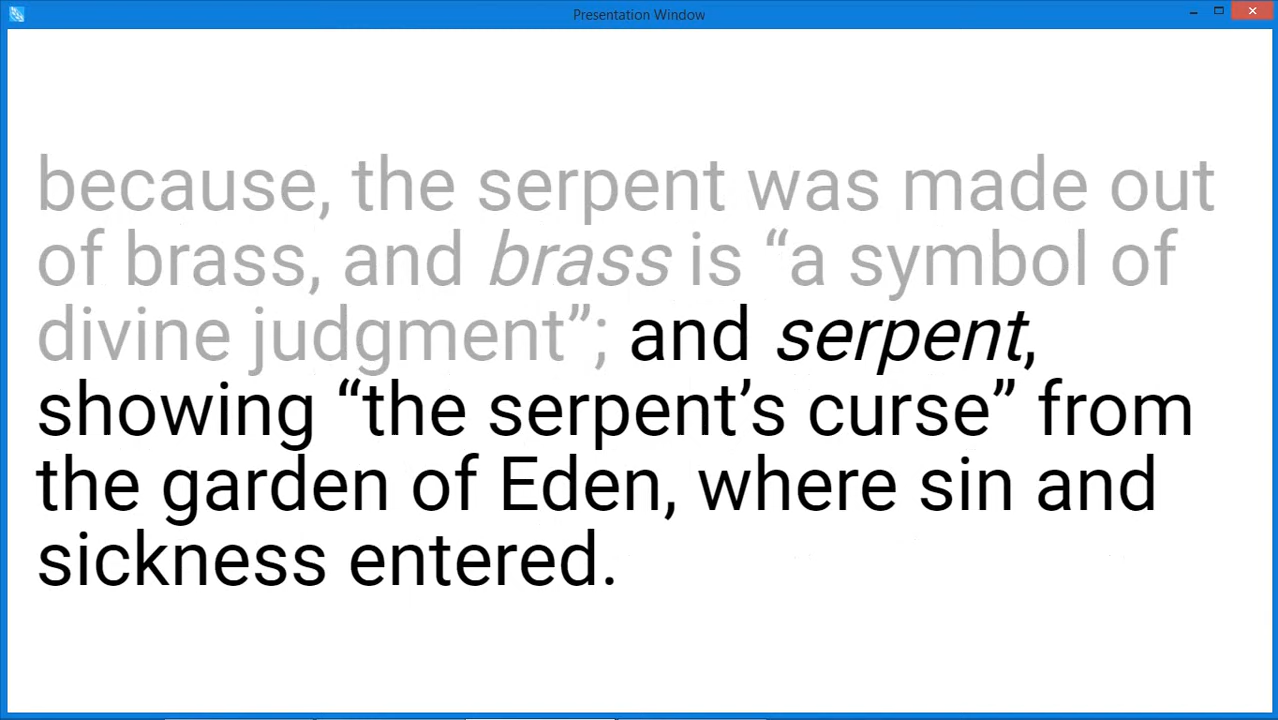 Presentation Window
because, the serpent was made out
of brass, and brass is “a symbol of
divine judgment”; and serpent,
showing “the serpent’s curse” from
the garden of Eden, where sin and
sickness entered.